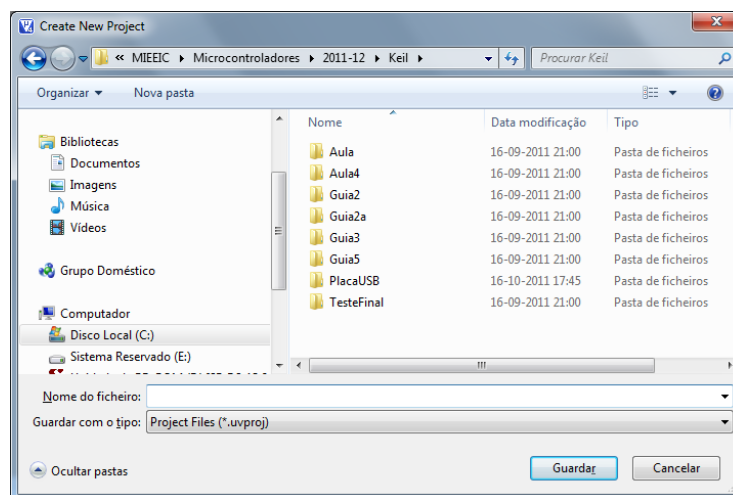 Create New Project
« MIEEIC ▸ Microcontroladores ▸ 2011-12 ▸ Keil ▸
Procurar Keil
Organizar
Nova pasta
Bibliotecas
Documentos
Imagens
Música
Vídeos
Grupo Doméstico
Computador
Disco Local (C:)
Sistema Reservado (E:)
Nome Data modificação Tipo
Aula 16-09-2011 21:00 Pasta de ficheiros
Aula4 16-09-2011 21:00 Pasta de ficheiros
Guia2 16-09-2011 21:00 Pasta de ficheiros
Guia2a 16-09-2011 21:00 Pasta de ficheiros
Guia3 16-09-2011 21:00 Pasta de ficheiros
Guia5 16-09-2011 21:00 Pasta de ficheiros
PlacaUSB 16-10-2011 17:45 Pasta de ficheiros
TesteFinal 16-09-2011 21:00 Pasta de ficheiros
Nome do ficheiro:
Guardar com o tipo: Project Files (*.uvproj)
Ocultar pastas
Guardar
Cancelar